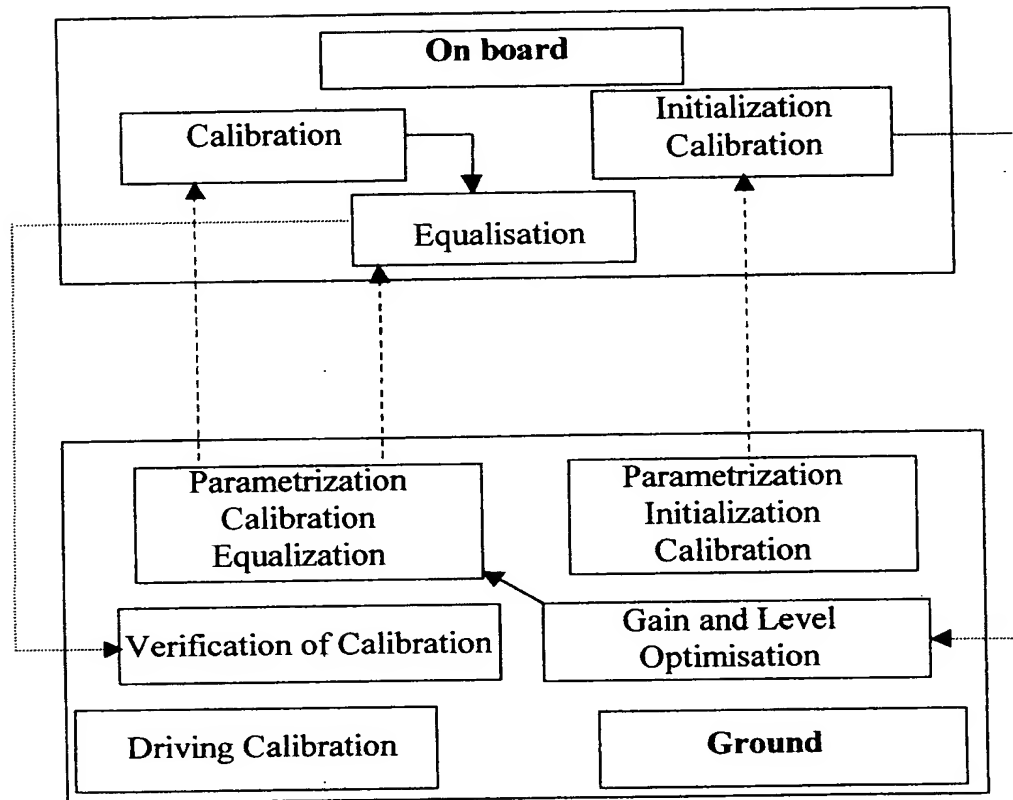 On board
Calibration
Initialization
Calibration
Equalisation
Parametrization
Calibration
Equalization
Parametrization
Initialization
Calibration
Verification of Calibration
Gain and Level
Optimisation
Driving Calibration
Ground